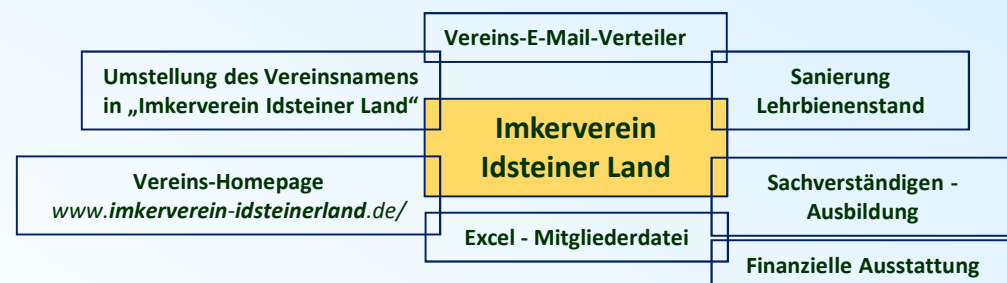 Vereins-E-Mail-Verteiler
Umstellung des Vereinsnamens
in „Imkerverein Idsteiner Land“
Sanierung
Lehrbienenstand
Imkerverein
Idsteiner Land
Vereins-Homepage
www.imkerverein-idsteinerland.de/
Sachverständigen -
Ausbildung
Excel - Mitgliederdatei
Finanzielle Ausstattung